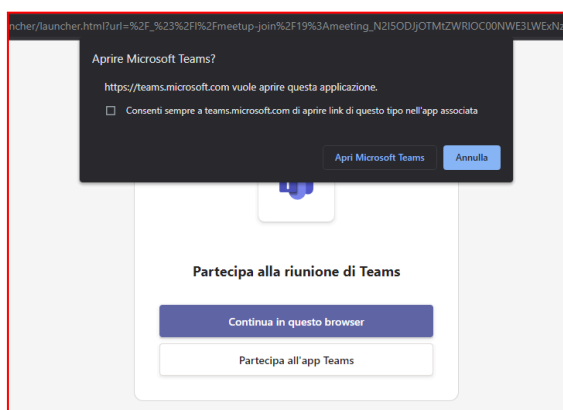 ncher/launcher.html?url=%2F_%23%2Fl%2Fmeetup-join%2F19%3Ameeting_N2I5ODJjOTMtZWRlOC00NWE3LWExNz
Aprire Microsoft Teams?
https://teams.microsoft.com vuole aprire questa applicazione.
Consenti sempre a teams.microsoft.com di aprire link di questo tipo nell'app associata
Apri Microsoft Teams
Annulla
Partecipa alla riunione di Teams
Continua in questo browser
Partecipa all'app Teams